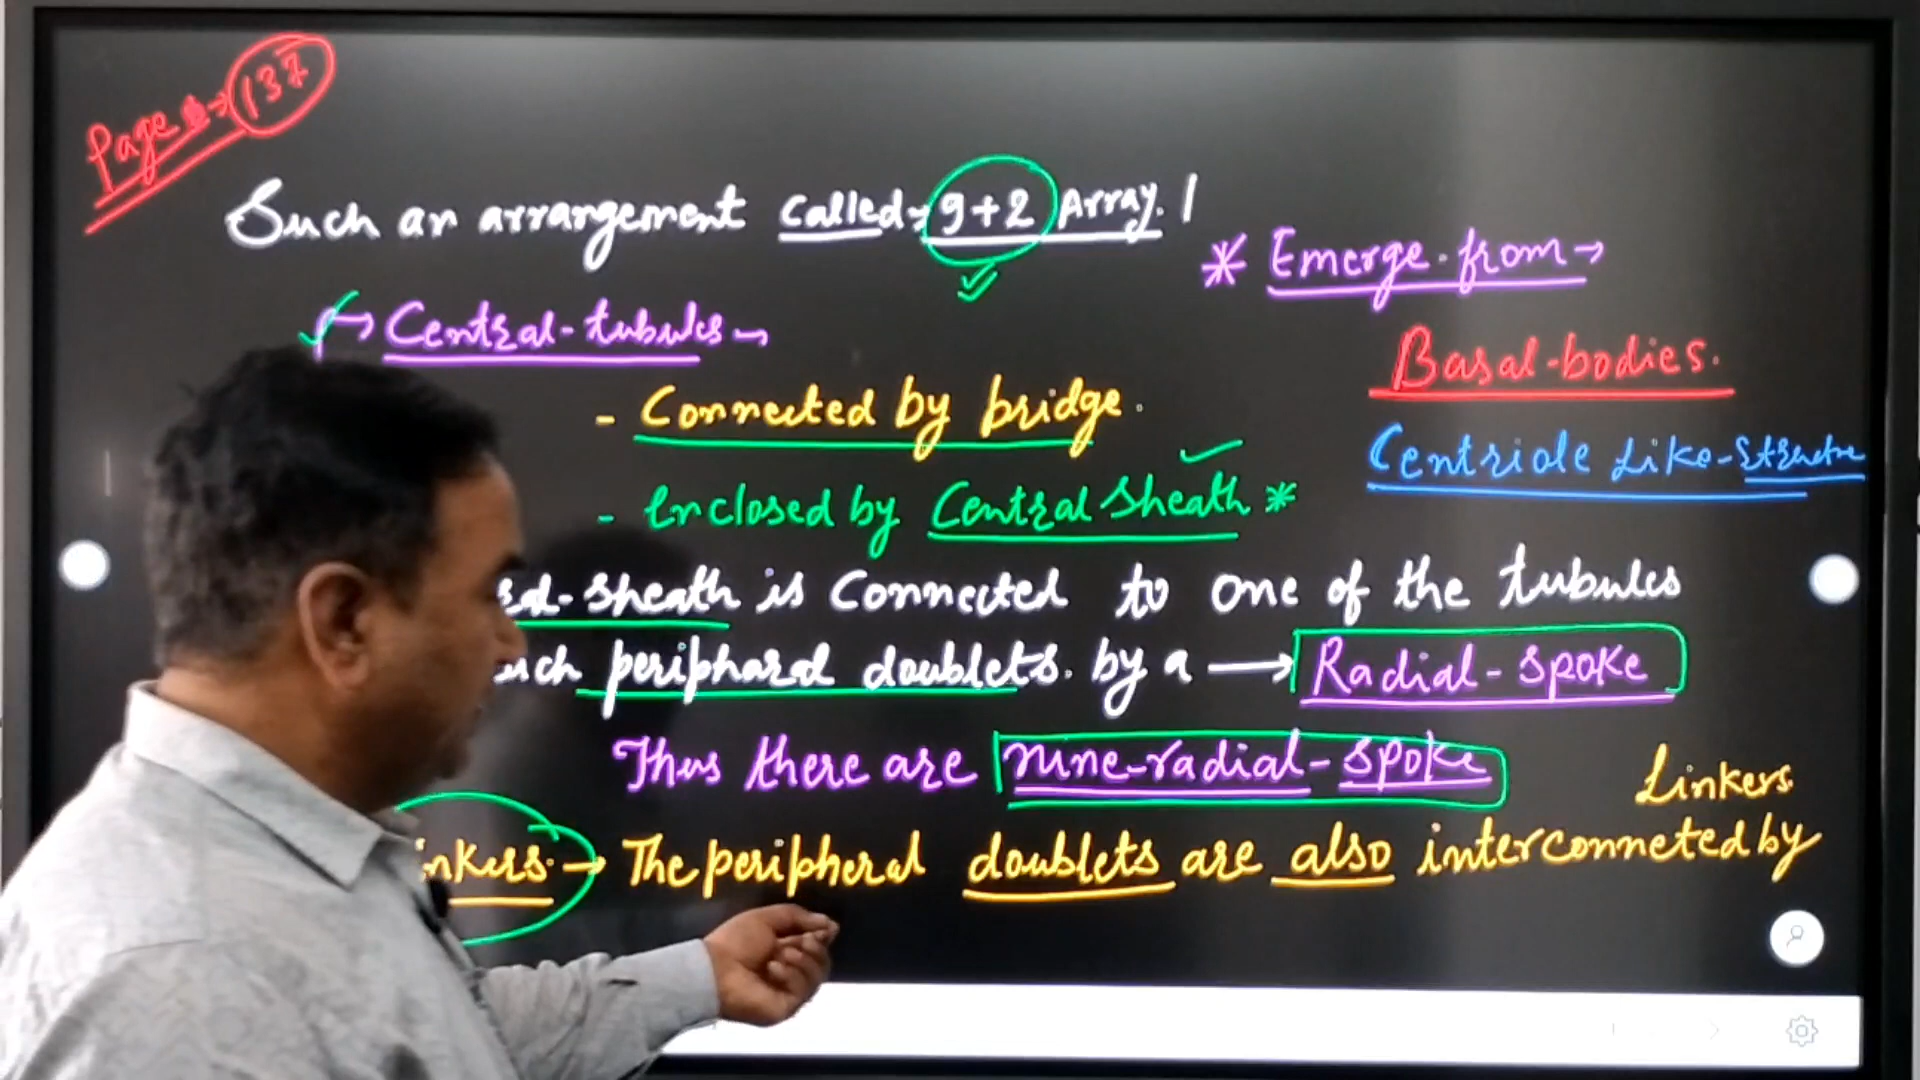 Page → 137
Such an arrangement called → 9+2 Array.
* Emerge from →
→ Central-tubules →
Basal-bodies.
- Connected by bridge.
Centriole Like-Structure
- Enclosed by Central Sheath *
-Sheath is Connected to one of the tubules
peripharal doublets. by a → Radial-spoke
Thus there are nine-radial-spoke
Linkers
→ The peripheral doublets are also interconneted by